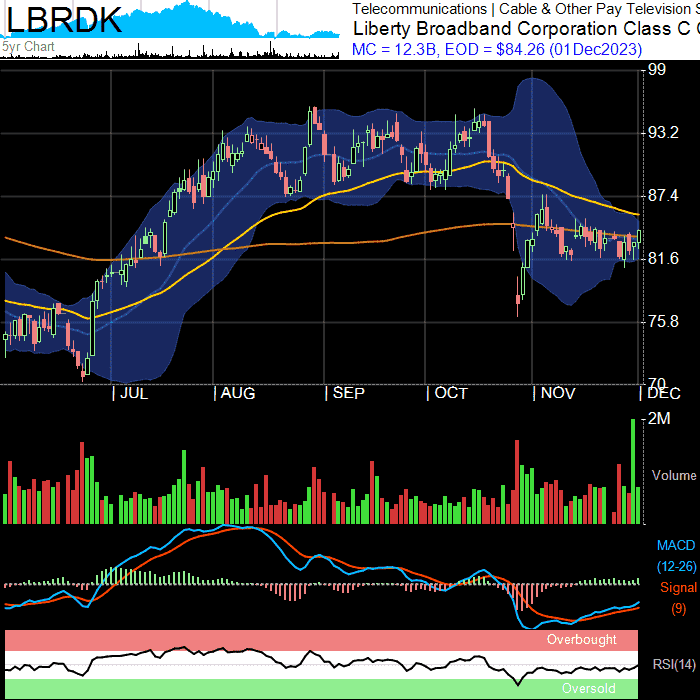 LBRDK
5yr Chart
Telecommunications | Cable & Other Pay Television S
Liberty Broadband Corporation Class C
MC = 12.3B, EOD = $84.26 (01Dec2023)
99
93.2
87.4
81.6
75.8
70
JUL AUG SEP OCT NOV DEC
2M
Volume
MACD
(12-26)
Signal
(9)
Overbought
RSI(14)
Oversold